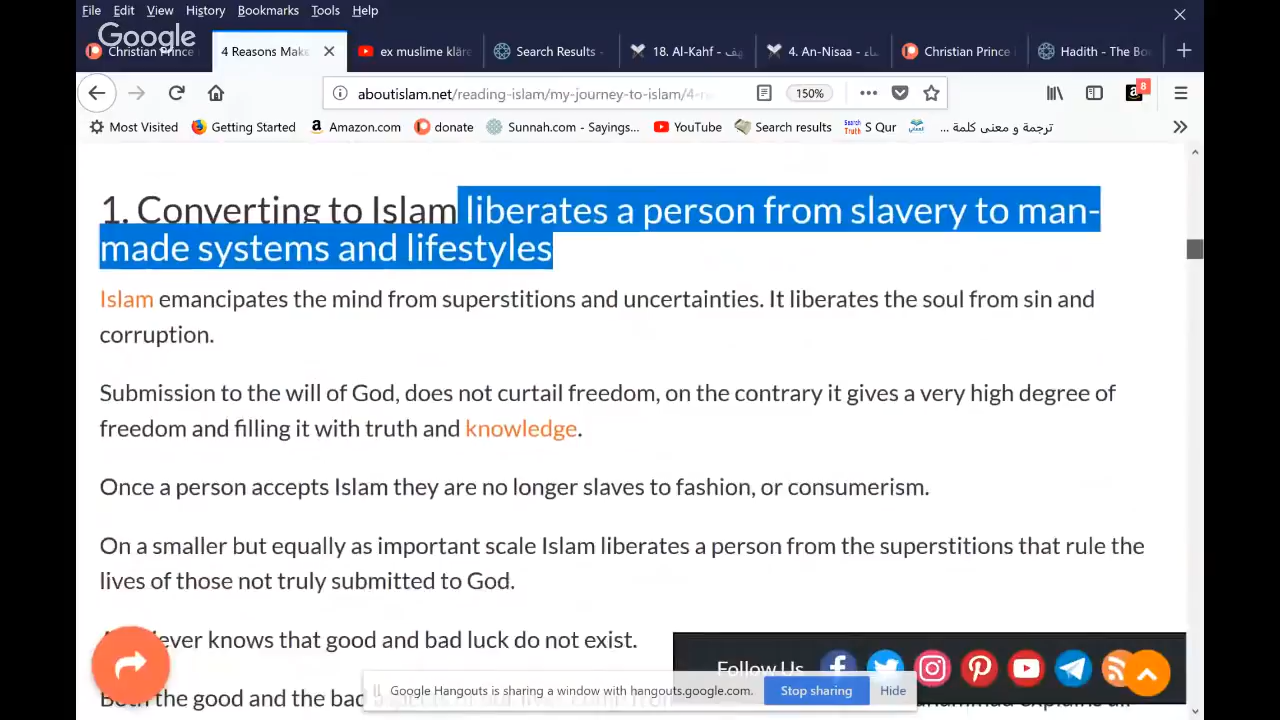 File Edit View History Bookmarks Tools Help
Google
Christian Prince 4 Reasons Make ex muslime kläre Search Results - 18. Al-Kahf - 4. An-Nisaa - Christian Prince Hadith - The Bo
aboutislam.net/reading-islam/my-journey-to-islam/4- 150% 8
Most Visited Getting Started Amazon.com donate Sunnah.com - Sayings... YouTube Search results Search Truth S Qur ترجمة و معنى كلمة ...
1. Converting to Islam liberates a person from slavery to man-
made systems and lifestyles
Islam emancipates the mind from superstitions and uncertainties. It liberates the soul from sin and
corruption.
Submission to the will of God, does not curtail freedom, on the contrary it gives a very high degree of
freedom and filling it with truth and knowledge.
Once a person accepts Islam they are no longer slaves to fashion, or consumerism.
On a smaller but equally as important scale Islam liberates a person from the superstitions that rule the
lives of those not truly submitted to God.
ever knows that good and bad luck do not exist.
Follow Us
the good and the bad
Google Hangouts is sharing a window with hangouts.google.com. Stop sharing Hide